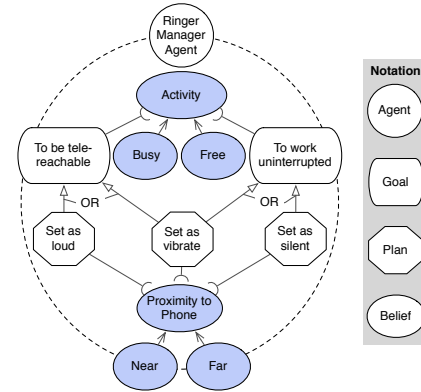 Ringer
Manager
Agent
Activity
To be tele-
reachable
Busy
Free
To work
uninterrupted
OR
OR
Set as
loud
Set as
vibrate
Set as
silent
Proximity to
Phone
Near
Far
Notation
Agent
Goal
Plan
Belief